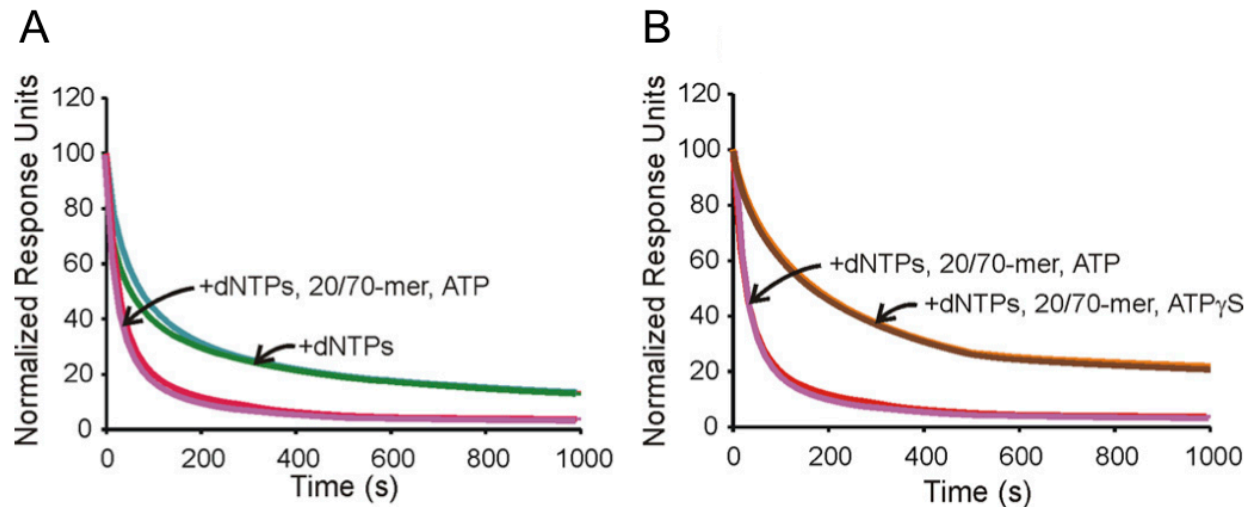 A
Normalized Response Units
120
100
80
60
40
20
0
+dNTPs, 20/70-mer, ATP
+dNTPs
0 200 400 600 800 1000
Time (s)
B
Normalized Response Units
120
100
80
60
40
20
0
+dNTPs, 20/70-mer, ATP
+dNTPs, 20/70-mer, ATPγS
0 200 400 600 800 1000
Time (s)